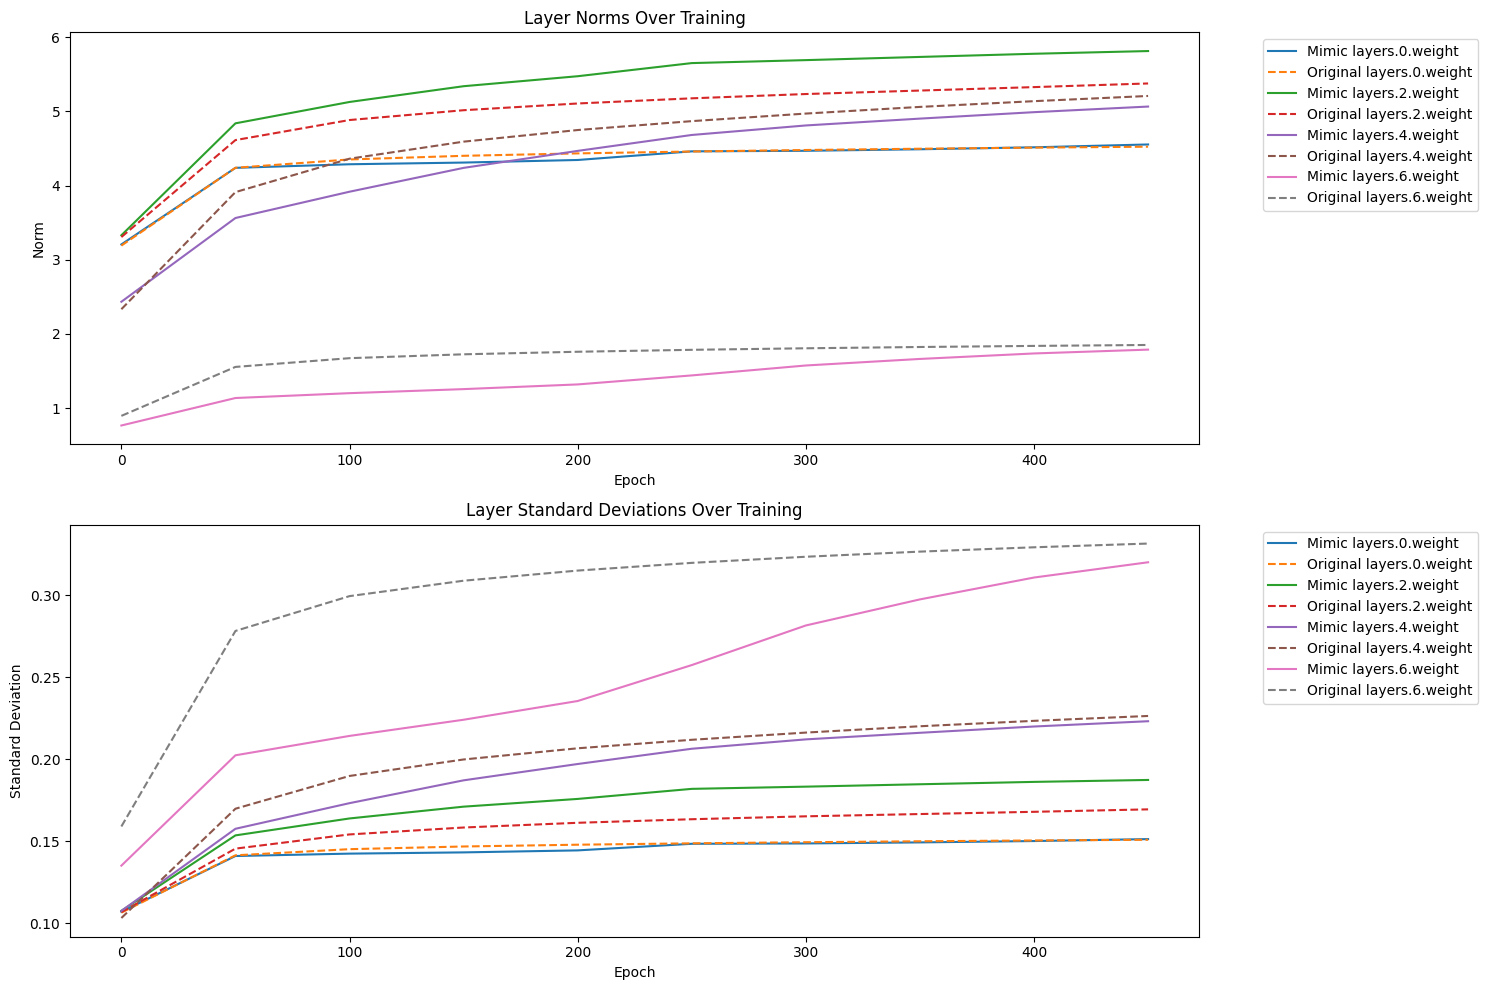 Layer Norms Over Training
6
5
4
3
2
1
Norm
0
100
200
300
400
Epoch
Mimic layers.0.weight
Original layers.0.weight
Mimic layers.2.weight
Original layers.2.weight
Mimic layers.4.weight
Original layers.4.weight
Mimic layers.6.weight
Original layers.6.weight
Layer Standard Deviations Over Training
0.30
0.25
0.20
0.15
0.10
Standard Deviation
0
100
200
300
400
Epoch
Mimic layers.0.weight
Original layers.0.weight
Mimic layers.2.weight
Original layers.2.weight
Mimic layers.4.weight
Original layers.4.weight
Mimic layers.6.weight
Original layers.6.weight